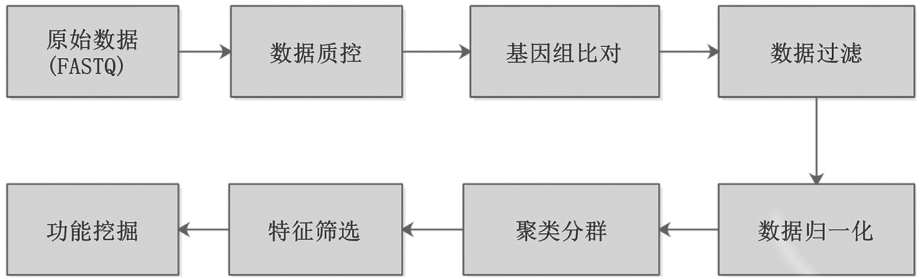 原始数据
(FASTQ)
数据质控
基因组比对
数据过滤
数据归一化
聚类分群
特征筛选
功能挖掘